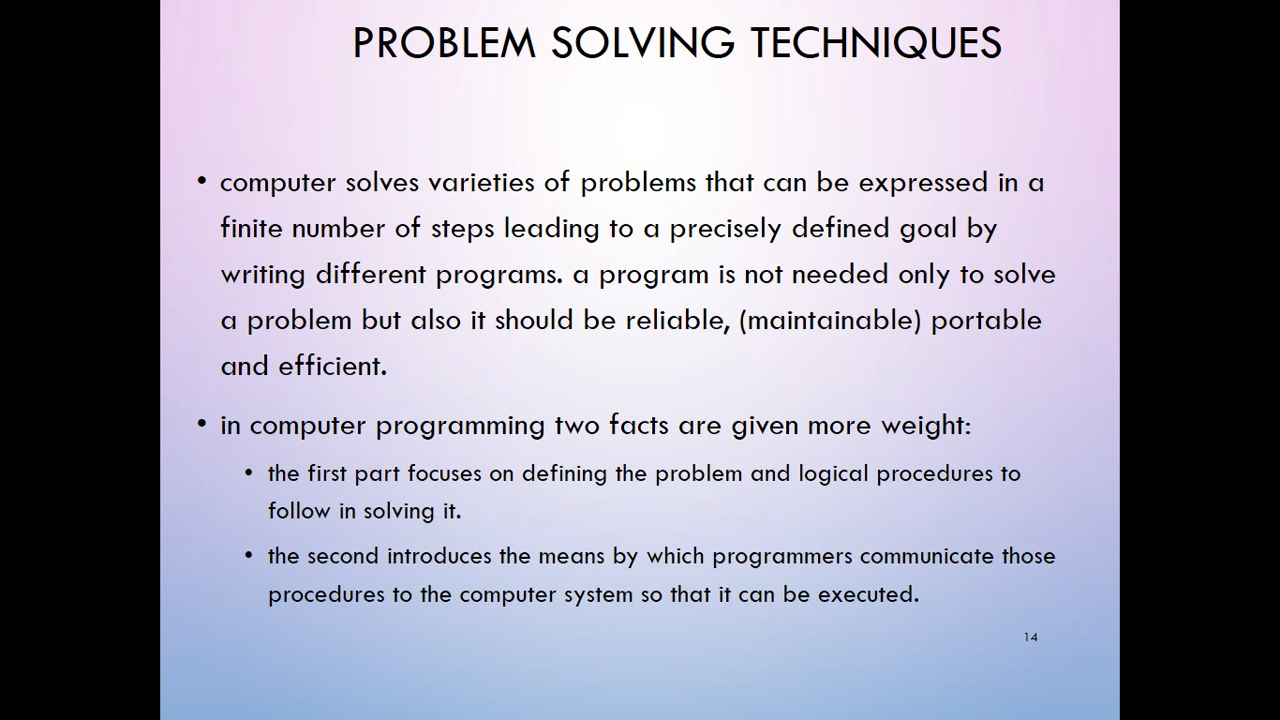 PROBLEM SOLVING TECHNIQUES
• computer solves varieties of problems that can be expressed in a
finite number of steps leading to a precisely defined goal by
writing different programs. a program is not needed only to solve
a problem but also it should be reliable, (maintainable) portable
and efficient.
• in computer programming two facts are given more weight:
• the first part focuses on defining the problem and logical procedures to
follow in solving it.
• the second introduces the means by which programmers communicate those
procedures to the computer system so that it can be executed.
14